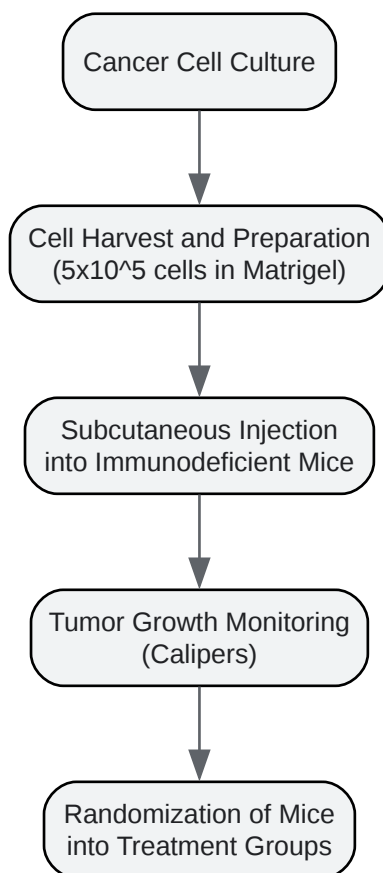 Cancer Cell Culture
Cell Harvest and Preparation
(5x10^5 cells in Matrigel)
Subcutaneous Injection
into Immunodeficient Mice
Tumor Growth Monitoring
(Calipers)
Randomization of Mice
into Treatment Groups